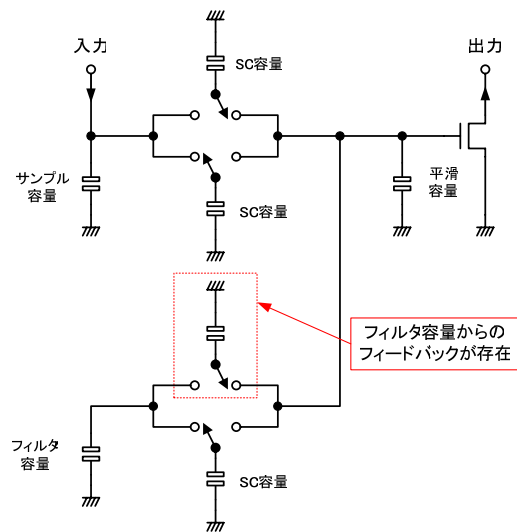 入力
出力
SC容量
サンプル
容量
平滑
容量
SC容量
フィルタ容量からの
フィードバックが存在
フィルタ
容量
SC容量